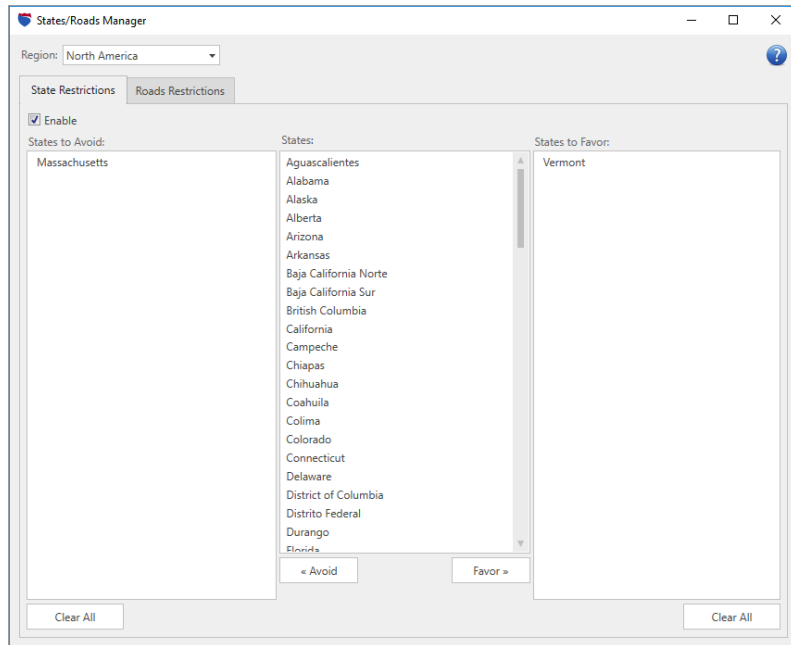 States/Roads Manager
Region: North America
State Restrictions Roads Restrictions
Enable
States to Avoid: States: States to Favor:
Massachusetts Aguascalientes Vermont
Alabama
Alaska
Alberta
Arizona
Arkansas
Baja California Norte
Baja California Sur
British Columbia
California
Campeche
Chiapas
Chihuahua
Coahuila
Colima
Colorado
Connecticut
Delaware
District of Columbia
Distrito Federal
Durango
Florida
« Avoid Favor »
Clear All Clear All